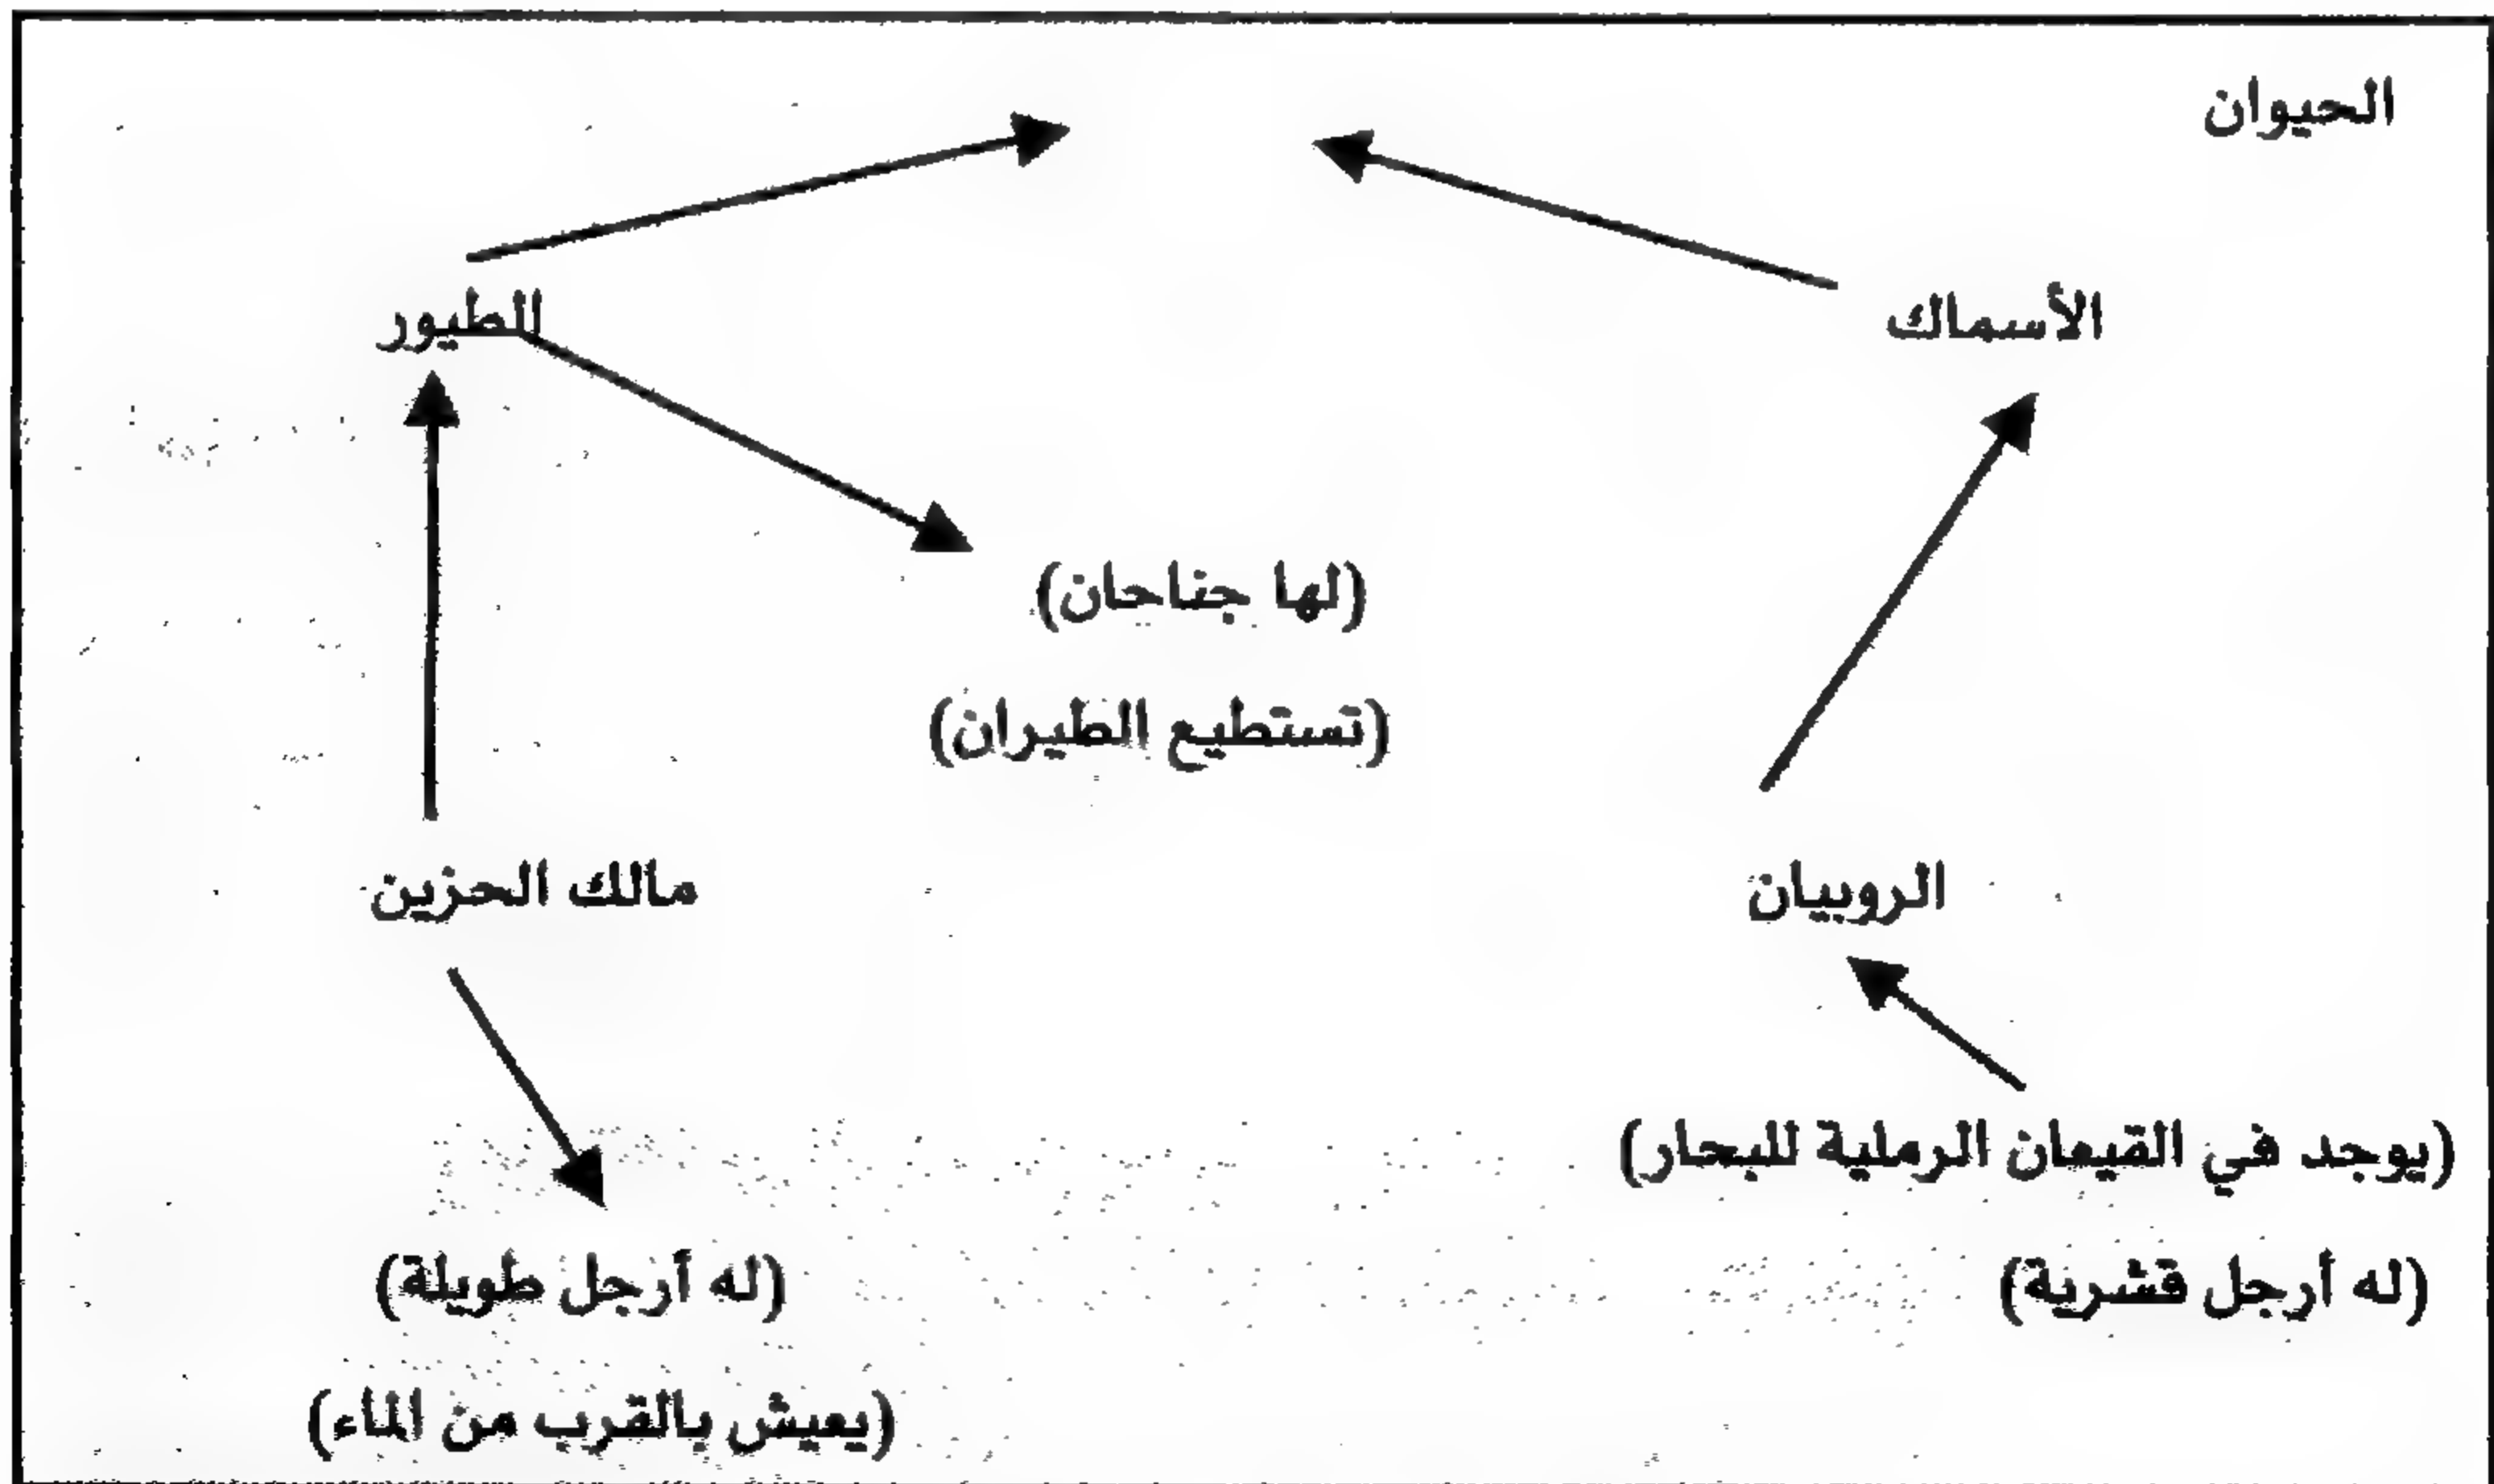 الحيوان
الأسماك
الطيور
(لها جناحان)
(تستطيع الطيران)
الروبيان
مالك الحزين
(يوجد في القيعان الرملية للبحار)
(له أرجل طويلة)
(له أرجل قشرية)
(يعيش بالقرب من الماء)